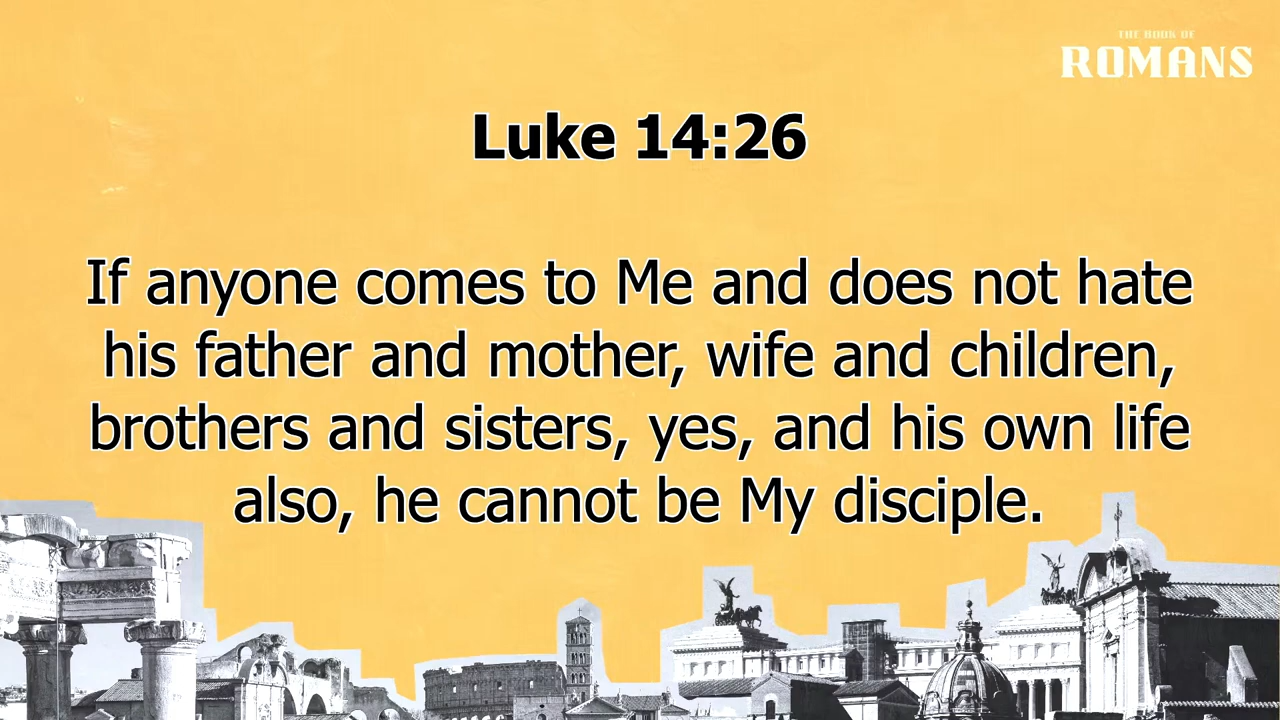 THE BOOK OF
ROMANS
Luke 14:26
If anyone comes to Me and does not hate
his father and mother, wife and children,
brothers and sisters, yes, and his own life
also, he cannot be My disciple.